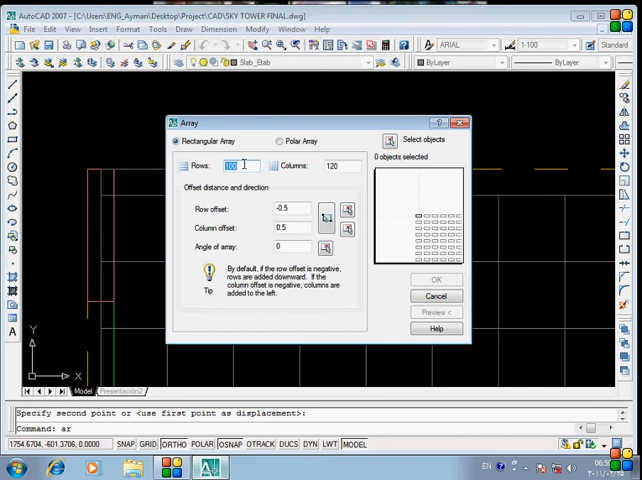 AutoCAD 2007 - [C:\Users\ENG_Ayman\Desktop\Project\CAD\SKY TOWER FINAL.dwg]
File Edit View Insert Format Tools Draw Dimension Modify Window Help
ARIAL 1-100 Standard
Slab_Etab ByLayer ByLayer
Array
Rectangular Array Polar Array Select objects
0 objects selected
Rows: 100 Columns: 120
Offset distance and direction
Row offset: -0.5
Column offset: 0.5
Angle of array: 0
Tip
By default, if the row offset is negative,
rows are added downward. If the
column offset is negative, columns are
added to the left.
OK
Cancel
Preview <
Help
Y
X
Model Presentación2
Specify second point or <use first point as displacement>:
Command: ar
1754.6704, -601.3706, 0.0000 SNAP GRID ORTHO POLAR OSNAP OTRACK DUCS DYN LWT MODEL
EN